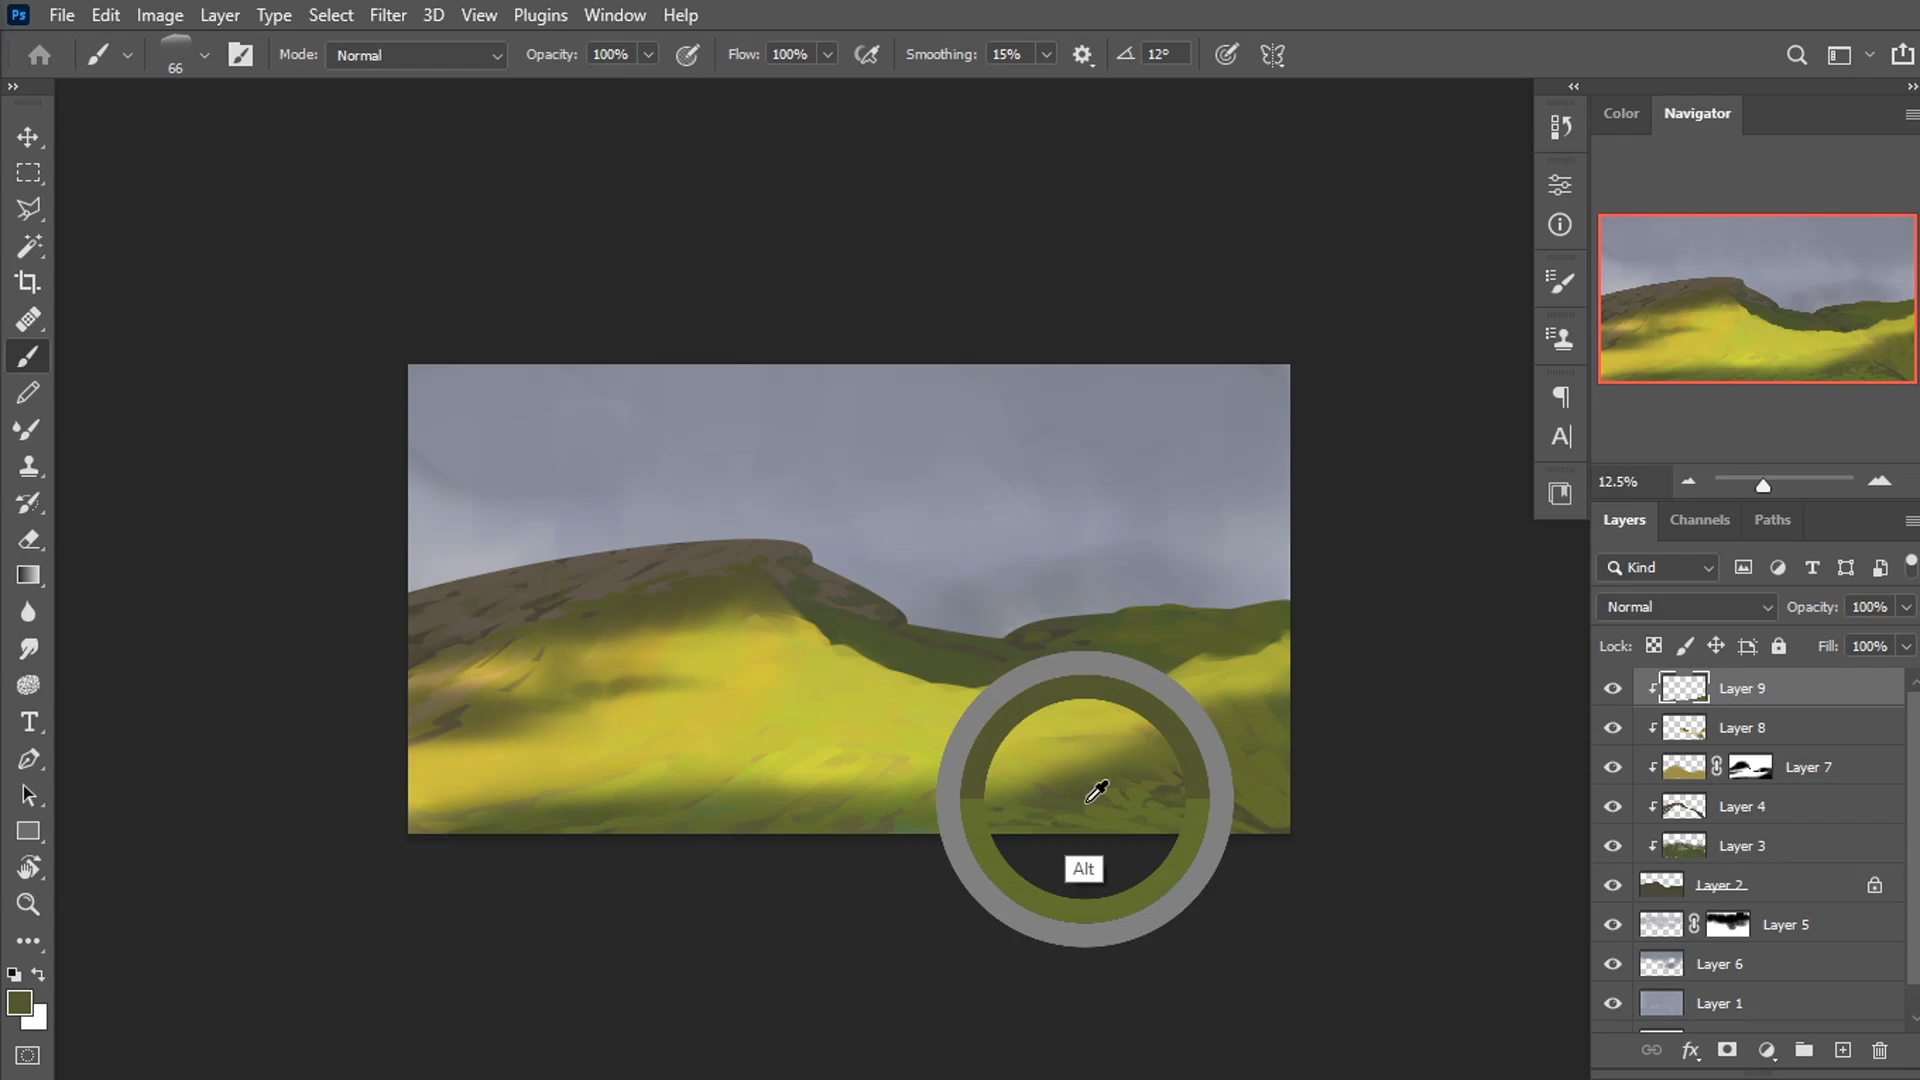 Ps File Edit Image Layer Type Select Filter 3D View Plugins Window Help
66 Mode: Normal Opacity: 100% Flow: 100% Smoothing: 15% 12°
Color Navigator
12.5%
Layers Channels Paths
Kind
Normal Opacity: 100%
Lock: Fill: 100%
Layer 9
Layer 8
Layer 7
Layer 4
Layer 3
Layer 2
Layer 5
Layer 6
Layer 1
Alt
fx